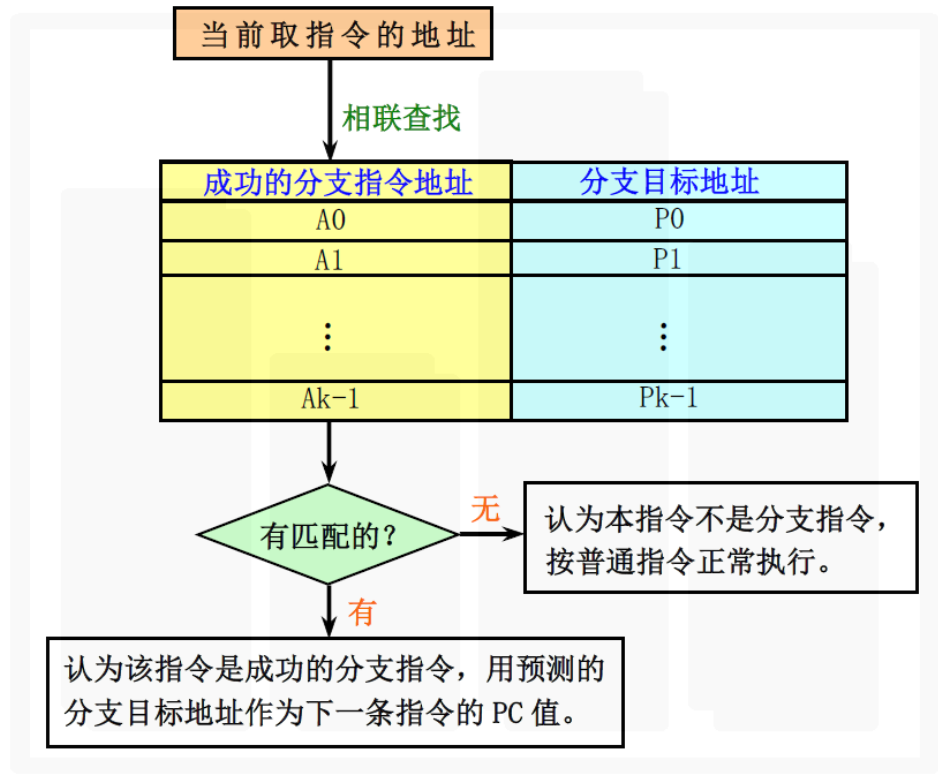 当前取指令的地址
相联查找
成功的分支指令地址 分支目标地址
A0 P0
A1 P1
⋮ ⋮
Ak-1 Pk-1
有匹配的？
无
认为本指令不是分支指令，
按普通指令正常执行。
有
认为该指令是成功的分支指令，用预测的
分支目标地址作为下一条指令的 PC 值。